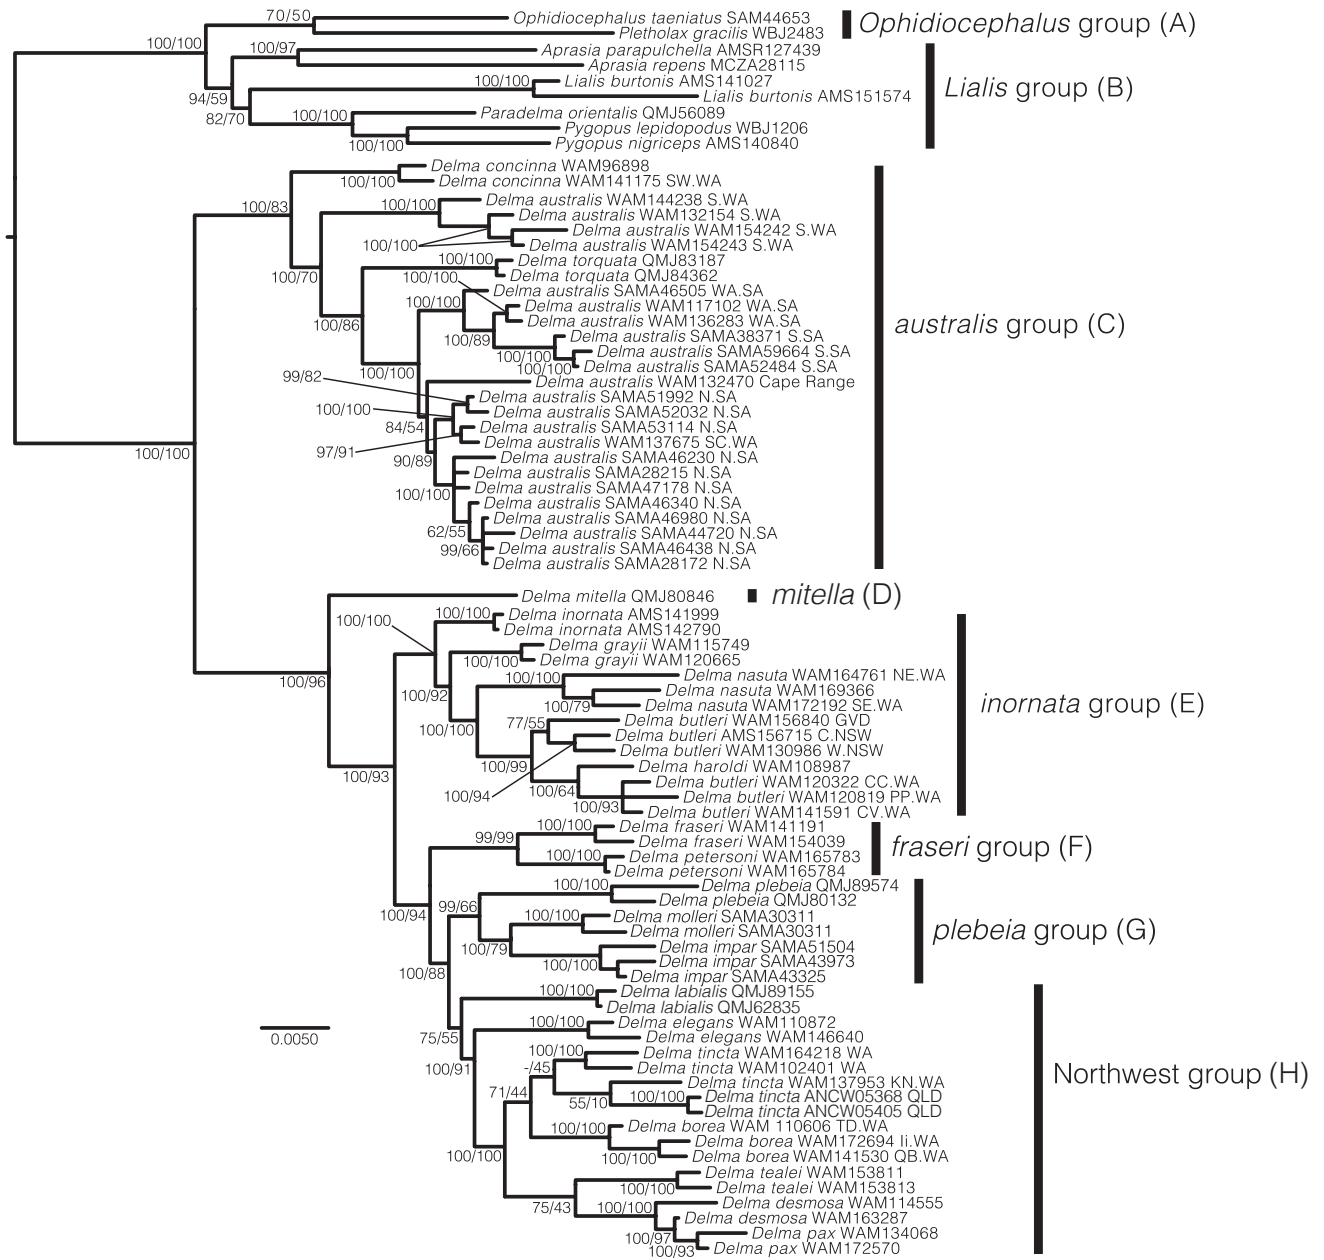 70/50
Ophidiocephalus taeniatus SAM44653
Pletholax gracilis WBJ2483
Ophidiocephalus group (A)
100/100
100/97
Aprasia parapulchella AMSR127439
Aprasia repens MCZA28115
100/100
Lialis burtonis AMS141027
Lialis burtonis AMS151574
Lialis group (B)
94/59
82/70
100/100
Paradelma orientalis QMJ56089
Pygopus lepidopodus WBJ1206
100/100
Pygopus nigriceps AMS140840
Delma concinna WAM96898
100/100
Delma concinna WAM141175 SW.WA
100/83
100/100
Delma australis WAM144238 S.WA
Delma australis WAM132154 S.WA
Delma australis WAM154242 S.WA
100/100
Delma australis WAM154243 S.WA
100/100
Delma torquata QMJ83187
100/70
100/100
Delma torquata QMJ84362
Delma australis SAMA46505 WA.SA
100/100
Delma australis WAM117102 WA.SA
100/86
Delma australis WAM136283 WA.SA
australis group (C)
100/89
Delma australis SAMA38371 S.SA
100/100
Delma australis SAMA59664 S.SA
100/100
100/100
Delma australis SAMA52484 S.SA
99/82
Delma australis WAM132470 Cape Range
Delma australis SAMA51992 N.SA
100/100
Delma australis SAMA52032 N.SA
84/54
Delma australis SAMA53114 N.SA
97/91
Delma australis WAM137675 SC.WA
90/89
Delma australis SAMA46230 N.SA
Delma australis SAMA28215 N.SA
100/100
Delma australis SAMA47178 N.SA
Delma australis SAMA46340 N.SA
Delma australis SAMA46980 N.SA
62/55
Delma australis SAMA44720 N.SA
99/66
Delma australis SAMA46438 N.SA
Delma australis SAMA28172 N.SA
100/100
Delma mitella QMJ80846
mitella (D)
100/100
100/100
Delma inornata AMS141999
Delma inornata AMS142790
Delma grayii WAM115749
100/100
Delma grayii WAM120665
100/96
100/92
100/100
Delma nasuta WAM164761 NE.WA
Delma nasuta WAM169366
100/79
Delma nasuta WAM172192 SE.WA
inornata group (E)
100/100
77/55
Delma butleri WAM156840 GVD
Delma butleri AMS156715 C.NSW
Delma butleri WAM130986 W.NSW
100/99
100/93
Delma haroldi WAM108987
100/64
Delma butleri WAM120322 CC.WA
100/94
Delma butleri WAM120819 PP.WA
100/93
Delma butleri WAM141591 CV.WA
100/100
Delma fraseri WAM141191
99/99
Delma fraseri WAM154039
fraseri group (F)
100/100
Delma petersoni WAM165783
Delma petersoni WAM165784
100/100
Delma plebeia QMJ89574
Delma plebeia QMJ80132
100/94
99/66
100/100
Delma molleri SAMA30311
Delma molleri SAMA30311
plebeia group (G)
100/79
Delma impar SAMA51504
100/100
Delma impar SAMA43973
100/88
Delma impar SAMA43325
100/100
Delma labialis QMJ89155
Delma labialis QMJ62835
100/100
Delma elegans WAM110872
75/55
Delma elegans WAM146640
0.0050
100/100
Delma tincta WAM164218 WA
100/91
-/45
Delma tincta WAM102401 WA
Northwest group (H)
71/44
Delma tincta WAM137953 KN.WA
55/10
100/100
Delma tincta ANCW05368 QLD
Delma tincta ANCW05405 QLD
100/100
Delma borea WAM 110606 TD.WA
Delma borea WAM172694 Ii.WA
100/100
100/100
Delma borea WAM141530 QB.WA
Delma tealei WAM153811
100/100
Delma tealei WAM153813
75/43
100/100
Delma desmosa WAM114555
Delma desmosa WAM163287
100/97
Delma pax WAM134068
100/93
Delma pax WAM172570